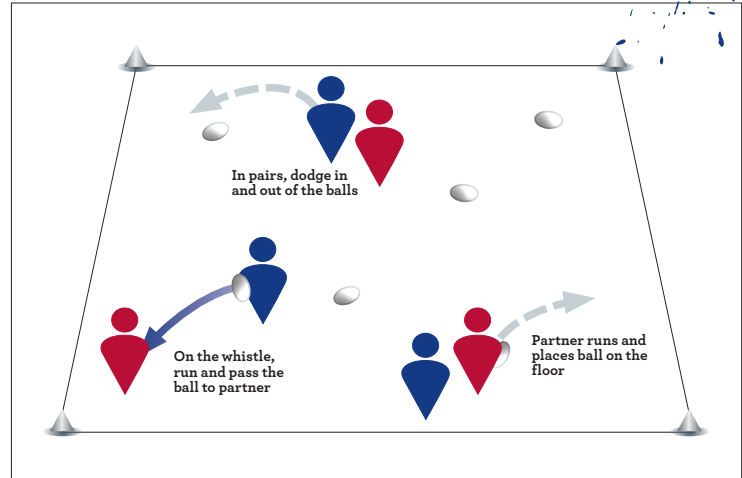 In pairs, dodge in
and out of the balls
On the whistle,
run and pass the
ball to partner
Partner runs and
places ball on the
floor